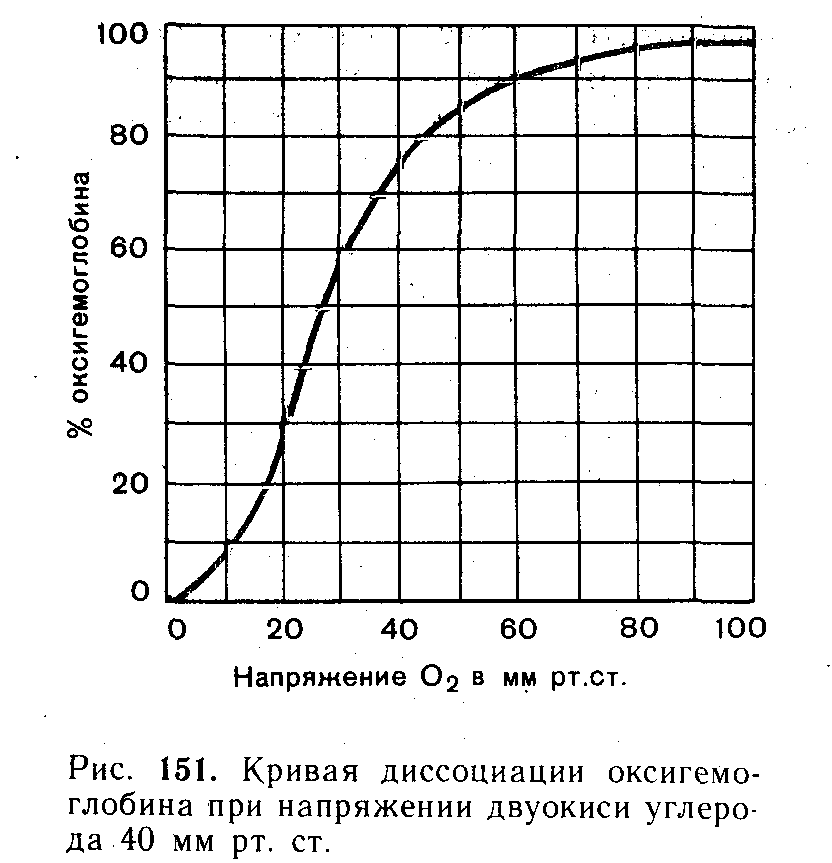 100
80
60
40
20
0
% оксигемоглобина
0 20 40 60 80 100
Напряжение O₂ в мм рт.ст.
Рис. 151. Кривая диссоциации оксигемо-
глобина при напряжении двуокиси углеро-
да 40 мм рт. ст.